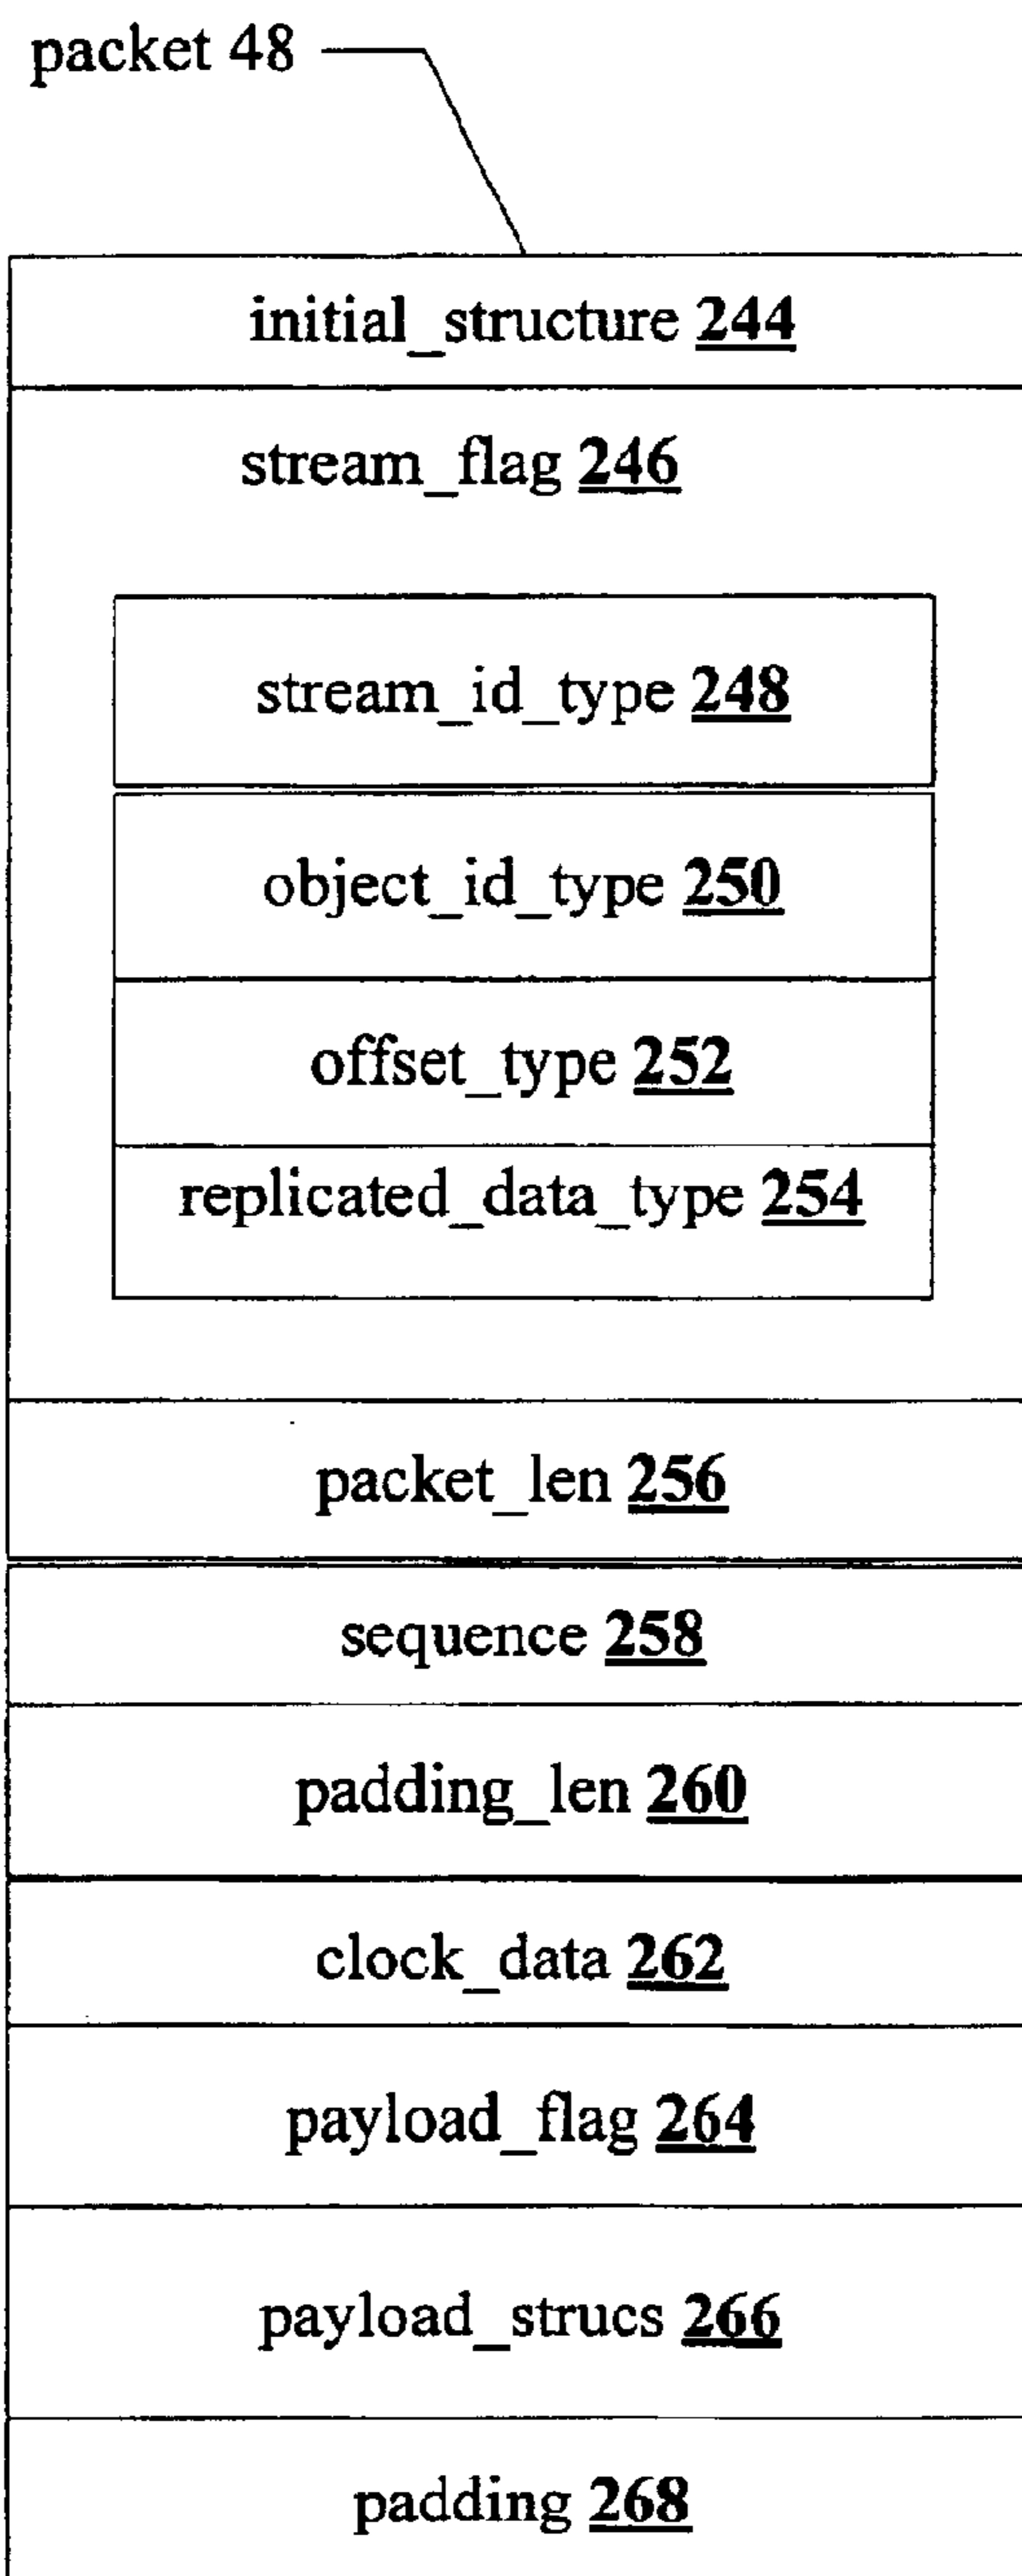 packet 48
initial_structure 244
stream_flag 246
stream_id_type 248
object_id_type 250
offset_type 252
replicated_data_type 254
packet_len 256
sequence 258
padding_len 260
clock_data 262
payload_flag 264
payload_strucs 266
padding 268